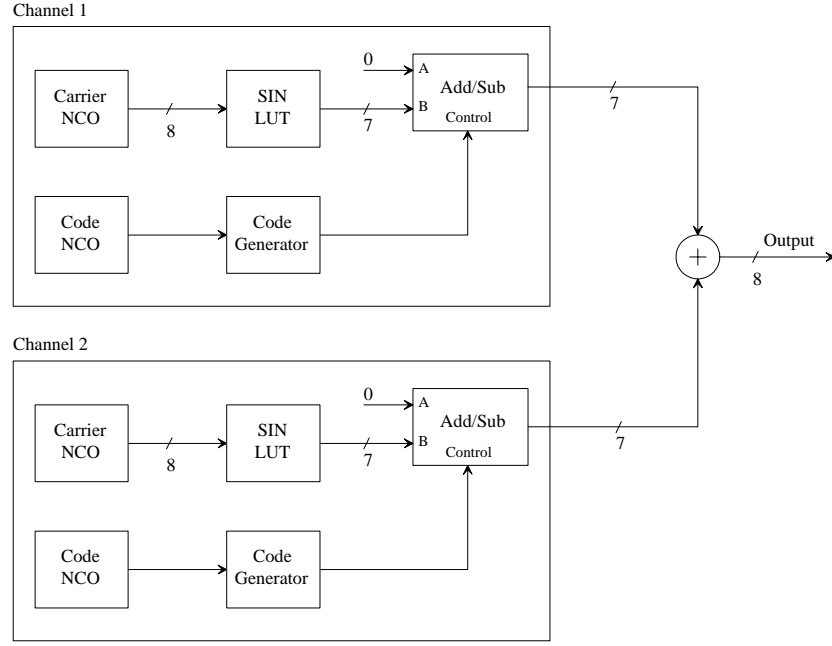 Channel 1
Carrier
NCO
8
SIN
LUT
7
0
A
B
Add/Sub
Control
7
Code
NCO
Code
Generator
+
Output
8
Channel 2
Carrier
NCO
8
SIN
LUT
7
0
A
B
Add/Sub
Control
7
Code
NCO
Code
Generator